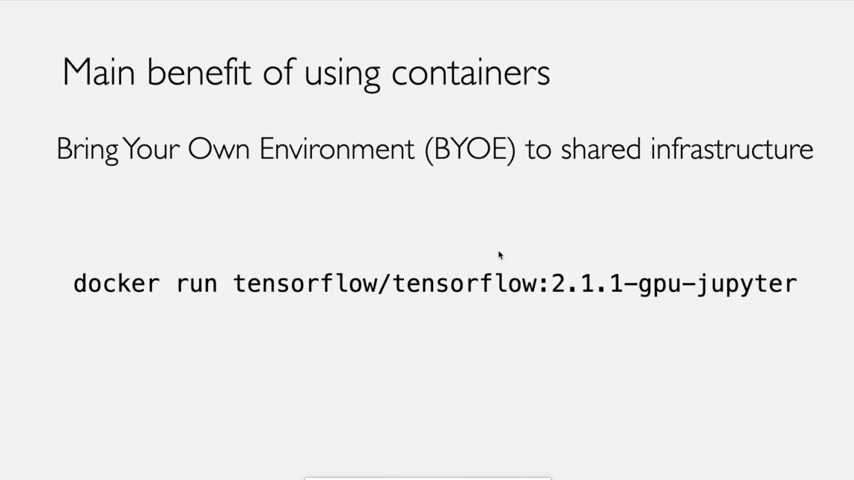 Main benefit of using containers
Bring Your Own Environment (BYOE) to shared infrastructure
docker run tensorflow/tensorflow:2.1.1-gpu-jupyter